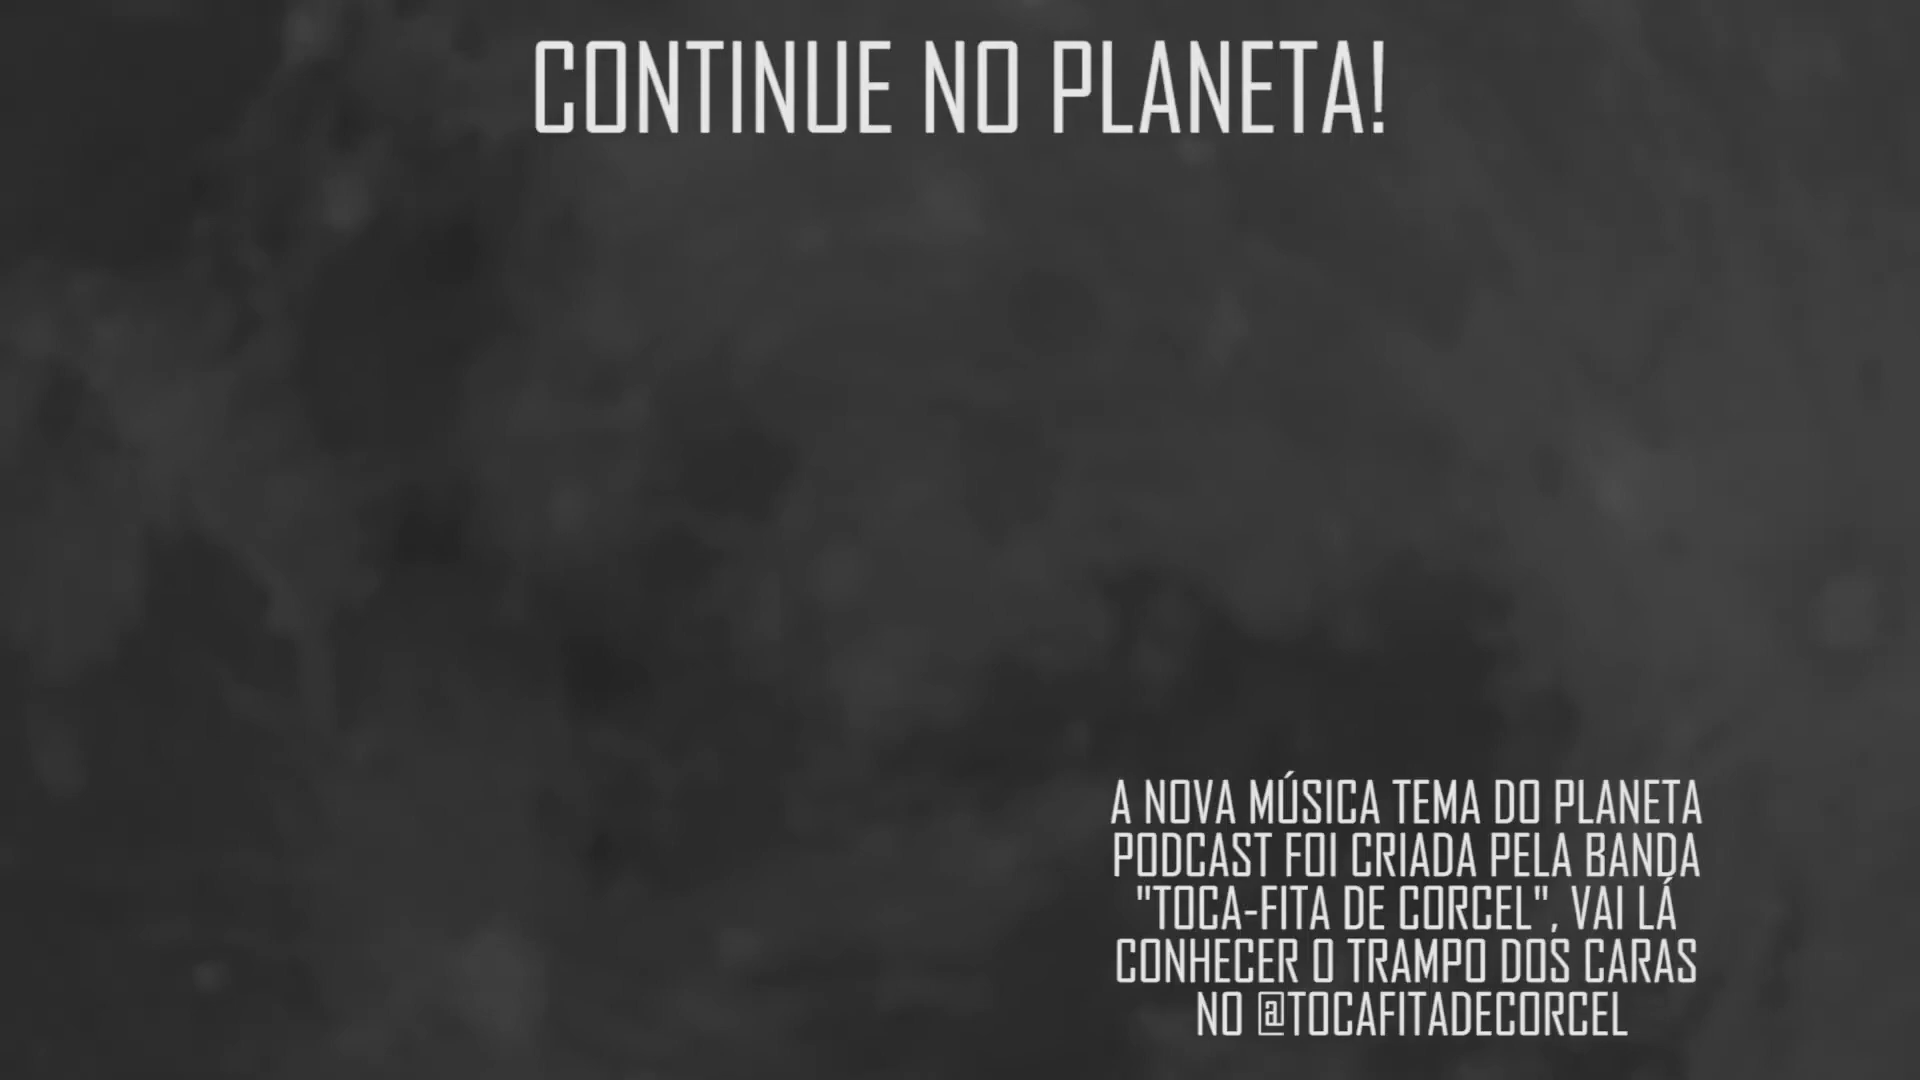 CONTINUE NO PLANETA!
A NOVA MÚSICA TEMA DO PLANETA
PODCAST FOI CRIADA PELA BANDA
"TOCA-FITA DE CORCEL", VAI LÁ
CONHECER O TRAMPO DOS CARAS
NO @TOCAFITADECORCEL